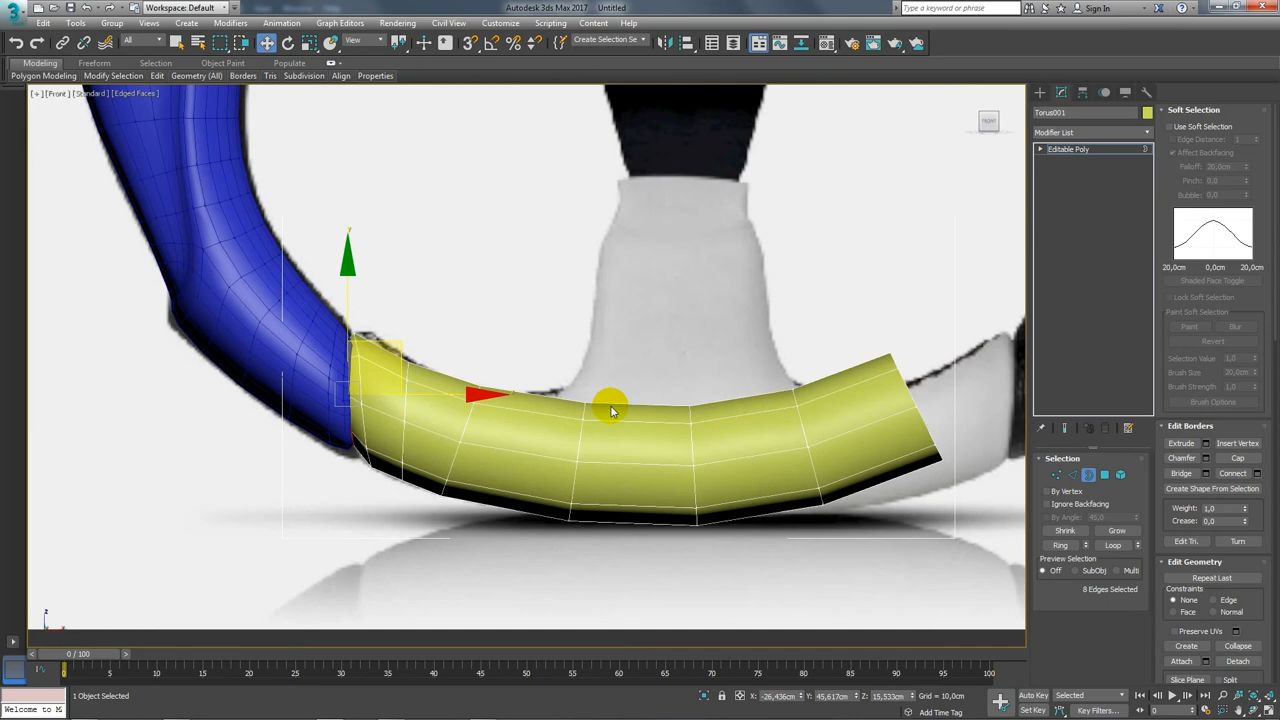 Workspace: Default
Autodesk 3ds Max 2017    Untitled
Type a keyword or phrase
Sign In
Edit
Tools
Group
Views
Create
Modifiers
Animation
Graph Editors
Rendering
Civil View
Customize
Scripting
Content
Help
All
View
Create Selection Se
Modeling
Freeform
Selection
Object Paint
Populate
Polygon Modeling
Modify Selection
Edit
Geometry (All)
Borders
Tris
Subdivision
Align
Properties
[+] [Front] [Standard] [Edged Faces]
FRONT
Torus001
Modifier List
Editable Poly
Selection
By Vertex
Ignore Backfacing
By Angle: 45,0
Shrink
Grow
Ring
Loop
Preview Selection
Off
SubObj
Multi
8 Edges Selected
Soft Selection
Use Soft Selection
Edge Distance: 1
Affect Backfacing
Falloff: 20,0cm
Pinch: 0,0
Bubble: 0,0
20,0cm
0,0cm
20,0cm
Shaded Face Toggle
Lock Soft Selection
Paint Soft Selection
Paint
Blur
Revert
Selection Value 1,0
Brush Size 20,0cm
Brush Strength 1,0
Brush Options
Edit Borders
Extrude
Insert Vertex
Chamfer
Cap
Bridge
Connect
Create Shape From Selection
Weight: 1,0
Crease: 0,0
Edit Tri.
Turn
Edit Geometry
Repeat Last
Constraints
None
Edge
Face
Normal
Preserve UVs
Create
Collapse
Attach
Detach
Slice Plane
Split
0 / 100
0 5 10 15 20 25 30 35 40 45 50 55 60 65 70 75 80 85 90 95 100
1 Object Selected
X: -26,436cm
Y: 45,617cm
Z: 15,533cm
Grid = 10,0cm
Auto Key
Selected
Welcome to M
Add Time Tag
Set Key
Key Filters...
0